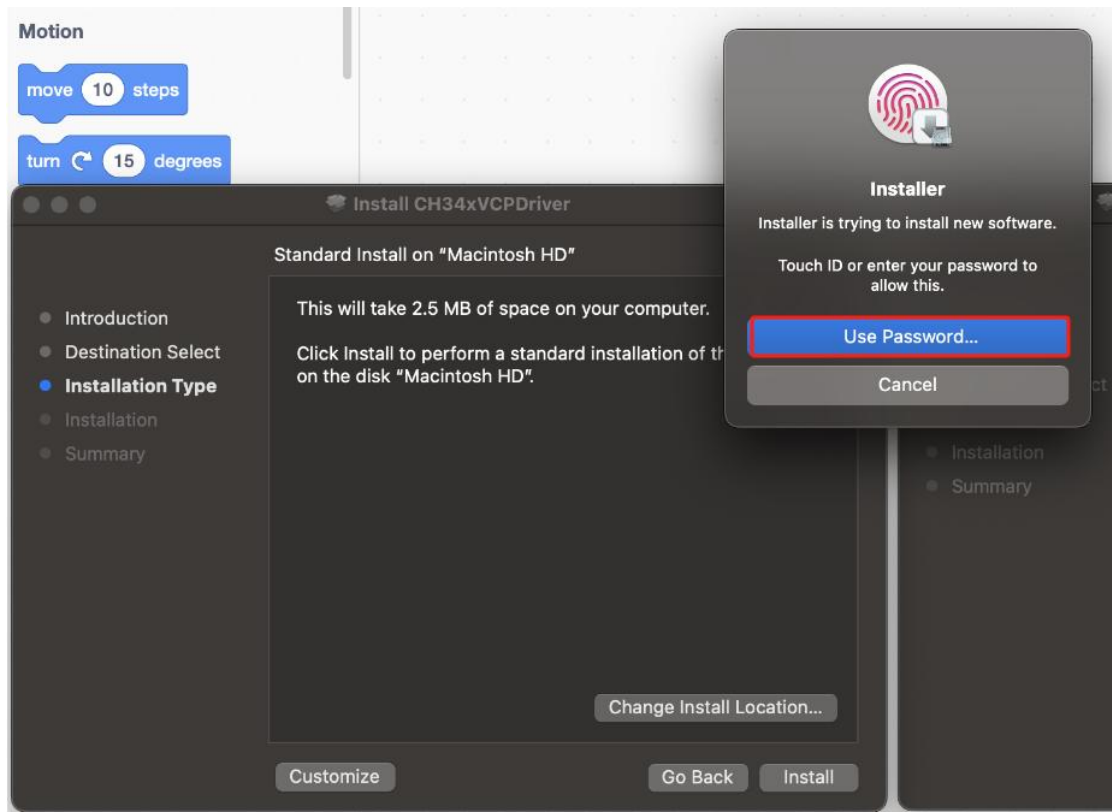 Motion
move 10 steps
turn 15 degrees
Install CH34xVCPDriver
Standard Install on “Macintosh HD”
Introduction
Destination Select
Installation Type
Installation
Summary
This will take 2.5 MB of space on your computer.
Click Install to perform a standard installation of
on the disk “Macintosh HD”.
Change Install Location...
Customize
Go Back
Install
Installer
Installer is trying to install new software.
Touch ID or enter your password to
allow this.
Use Password...
Cancel
Installation
Summary